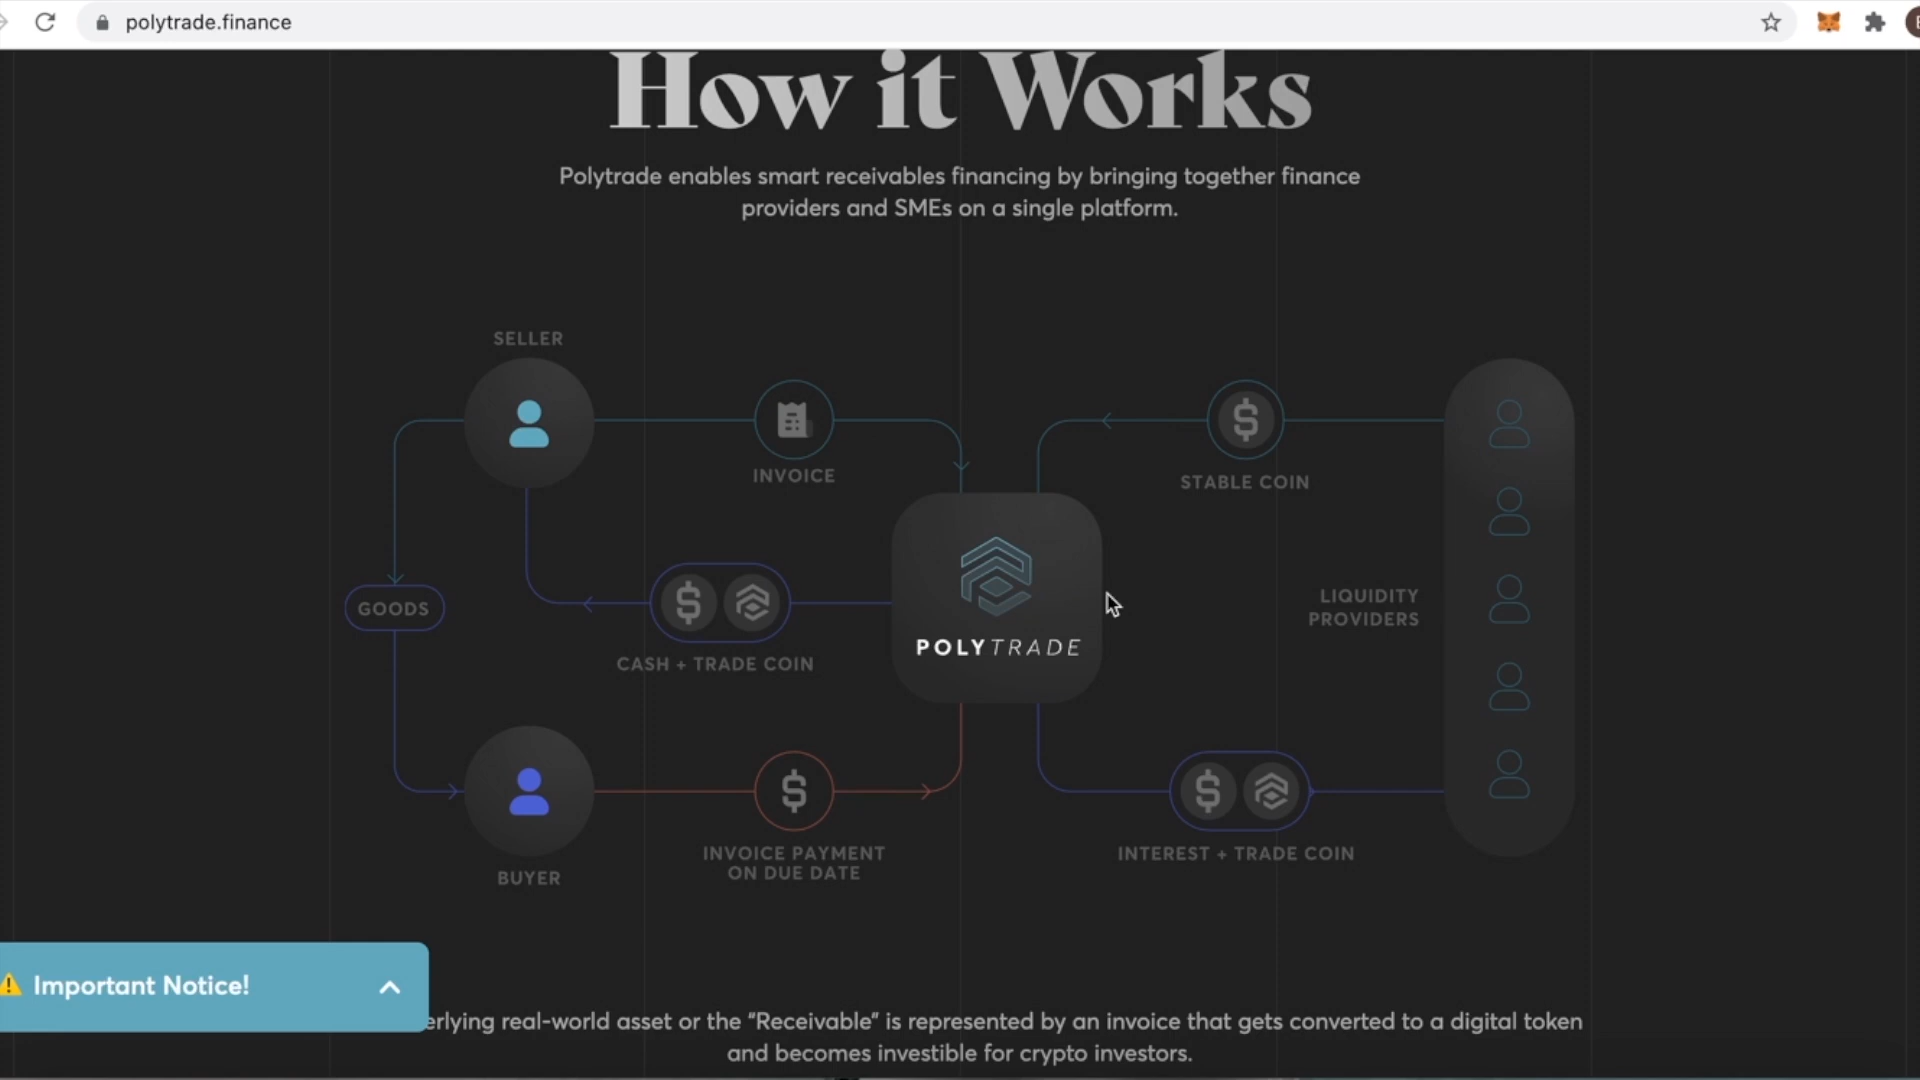 polytrade.finance
How it Works
Polytrade enables smart receivables financing by bringing together finance
providers and SMEs on a single platform.
SELLER
INVOICE
STABLE COIN
GOODS
CASH + TRADE COIN
POLYTRADE
LIQUIDITY
PROVIDERS
BUYER
INVOICE PAYMENT
ON DUE DATE
INTEREST + TRADE COIN
Important Notice!
real-world asset or the “Receivable” is represented by an invoice that gets converted to a digital token
and becomes investible for crypto investors.